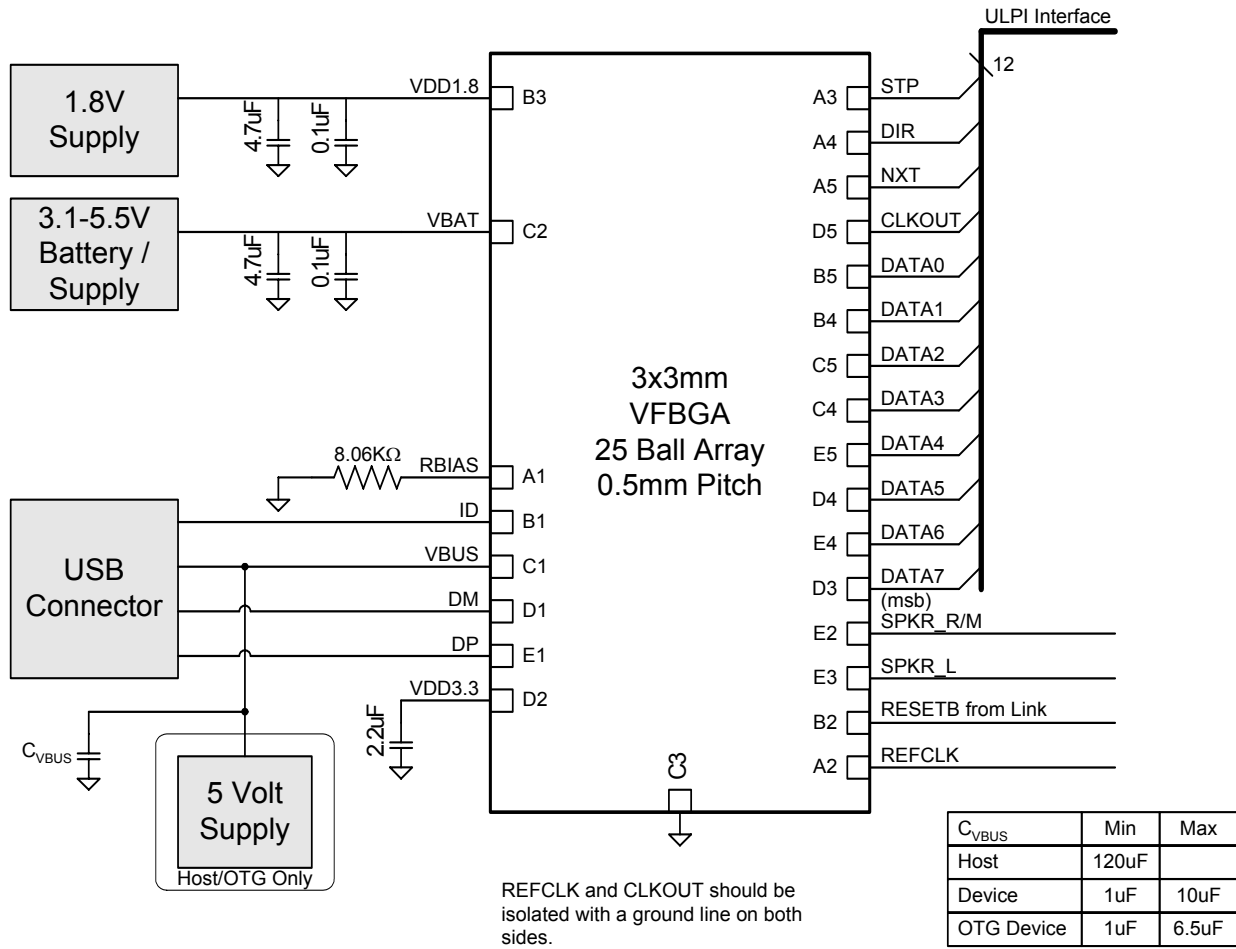 ULPI Interface
12
1.8V
Supply
VDD1.8
B3
4.7uF
0.1uF
3.1-5.5V
Battery /
Supply
VBAT
C2
4.7uF
0.1uF
8.06KΩ
RBIAS
A1
USB
Connector
ID
B1
VBUS
C1
DM
D1
DP
E1
VDD3.3
D2
2.2uF
C3
CVBUS
5 Volt
Supply
Host/OTG Only
3x3mm
VFBGA
25 Ball Array
0.5mm Pitch
A3 STP
A4 DIR
A5 NXT
D5 CLKOUT
B5 DATA0
B4 DATA1
C5 DATA2
C4 DATA3
E5 DATA4
D4 DATA5
E4 DATA6
D3 DATA7
(msb)
E2 SPKR_R/M
E3 SPKR_L
B2 RESETB from Link
A2 REFCLK
REFCLK and CLKOUT should be
isolated with a ground line on both
sides.
CVBUS Min Max
Host 120uF
Device 1uF 10uF
OTG Device 1uF 6.5uF